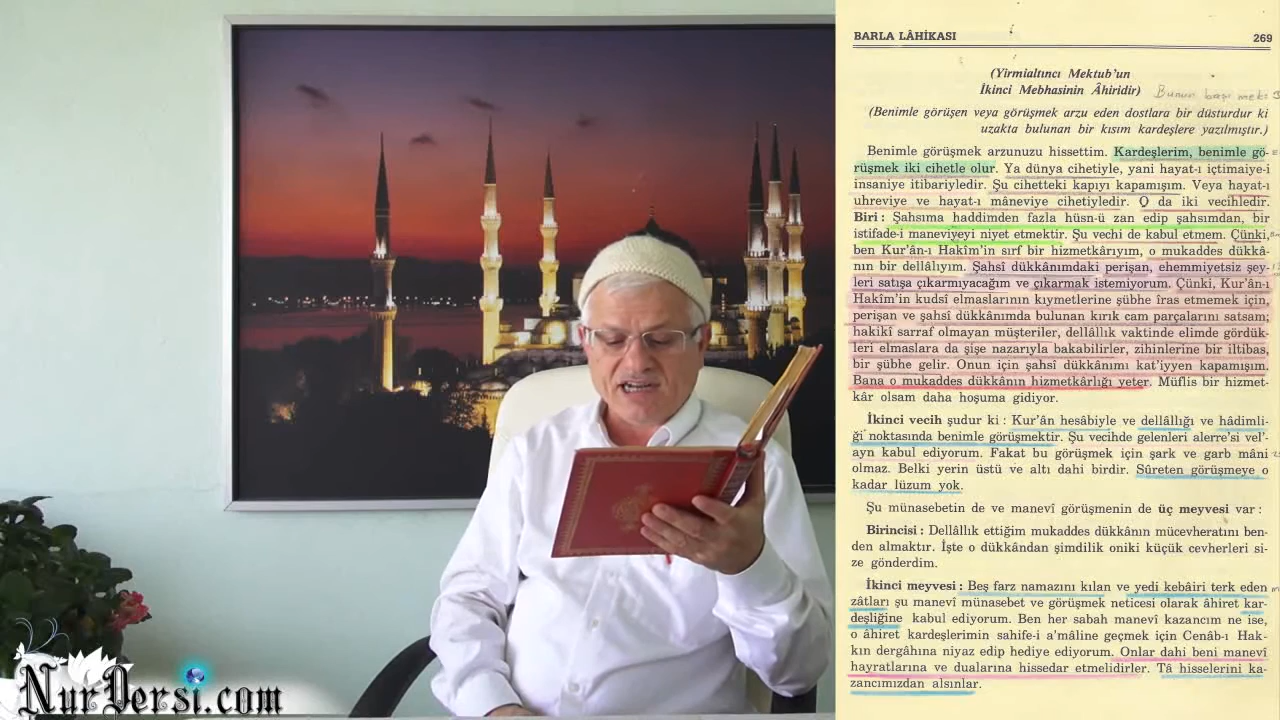 BARLA LÂHİKASI 269
(Yirmialtıncı Mektub'un
İkinci Mebhasinin Âhiridir)
Bunun başı mek:
(Benimle görüşen veya görüşmek arzu eden dostlara bir düsturdur ki
uzakta bulunan bir kısım kardeşlere yazılmıştır.)
Benimle görüşmek arzunuzu hissettim. Kardeşlerim, benimle gö-
rüşmek iki cihetle olur. Ya dünya cihetiyle, yani hayat-ı içtimaiye-i
insaniye itibariyledir. Şu cihetteki kapıyı kapamışım. Veya hayat-ı
uhreviye ve hayat-ı mâneviye cihetiyledir. O da iki vecihledir.
Biri : Şahsıma haddimden fazla hüsn-ü zan edip şahsımdan, bir
istifade-i maneviyeyi niyet etmektir. Şu vechi de kabul etmem. Çünki,
ben Kur'ân-ı Hakîm'in sırf bir hizmetkârıyım, o mukaddes dükkâ-
nın bir dellâlıyım. Şahsî dükkânımdaki perişan, ehemmiyetsiz şey-
leri satışa çıkarmıyacağım ve çıkarmak istemiyorum. Çünki, Kur'ân-ı
Hakîm'in kudsî elmaslarının kıymetlerine şübhe îras etmemek için,
perişan ve şahsî dükkânımda bulunan kırık cam parçalarını satsam;
hakikî sarraf olmayan müşteriler, dellâllık vaktinde elimde gördük-
leri elmaslara da şişe nazarıyla bakabilirler, zihinlerine bir iltibas,
bir şübhe gelir. Onun için şahsî dükkânımı kat'iyyen kapamışım.
Bana o mukaddes dükkânın hizmetkârlığı yeter. Müflis bir hizmet-
kâr olsam daha hoşuma gidiyor.
İkinci vecih şudur ki : Kur'ân hesâbiyle ve dellâllığı ve hâdimli-
ği noktasında benimle görüşmektir. Şu vecihde gelenleri alerre'si vel'-
ayn kabul ediyorum. Fakat bu görüşmek için şark ve garb mâni
olmaz. Belki yerin üstü ve altı dahi birdir. Sûreten görüşmeye o
kadar lüzum yok.
Şu münasebetin de ve manevî görüşmenin de üç meyvesi var :
Birincisi : Dellâllık ettiğim mukaddes dükkânın mücevheratını ben-
den almaktır. İşte o dükkândan şimdilik oniki küçük cevherleri si-
ze gönderdim.
İkinci meyvesi : Beş farz namazını kılan ve yedi kebâiri terk eden
zâtları şu manevî münasebet ve görüşmek neticesi olarak âhiret kar-
deşliğine kabul ediyorum. Ben her sabah manevî kazancım ne ise,
o âhiret kardeşlerimin sahife-i a'mâline geçmek için Cenâb-ı Hak-
kın dergâhına niyaz edip hediye ediyorum. Onlar dahi beni manevî
hayratlarına ve dualarına hissedar etmelidirler. Tâ hisselerini ka-
zancımızdan alsınlar.
NurDersi.com